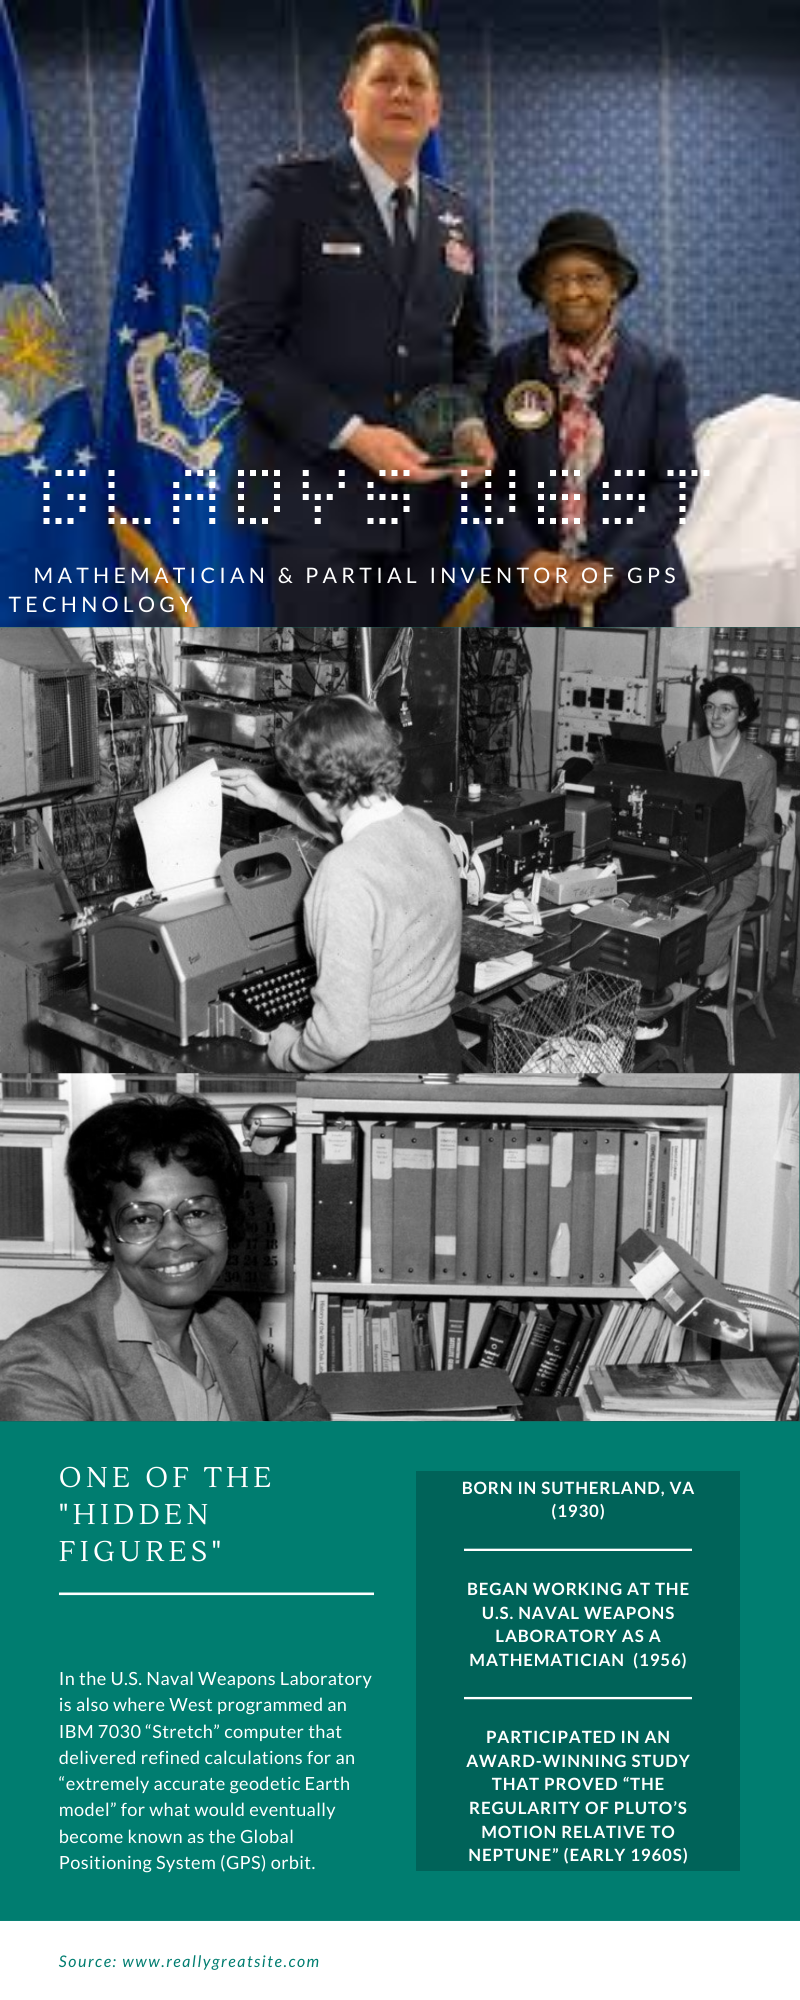 GLADYS WEST
MATHEMATICIAN & PARTIAL INVENTOR OF GPS
TECHNOLOGY
ONE OF THE
"HIDDEN
FIGURES"
In the U.S. Naval Weapons Laboratory
is also where West programmed an
IBM 7030 “Stretch” computer that
delivered refined calculations for an
“extremely accurate geodetic Earth
model” for what would eventually
become known as the Global
Positioning System (GPS) orbit.
BORN IN SUTHERLAND, VA
(1930)
BEGAN WORKING AT THE
U.S. NAVAL WEAPONS
LABORATORY AS A
MATHEMATICIAN (1956)
PARTICIPATED IN AN
AWARD-WINNING STUDY
THAT PROVED “THE
REGULARITY OF PLUTO’S
MOTION RELATIVE TO
NEPTUNE” (EARLY 1960S)
Source: www.reallygreatsite.com